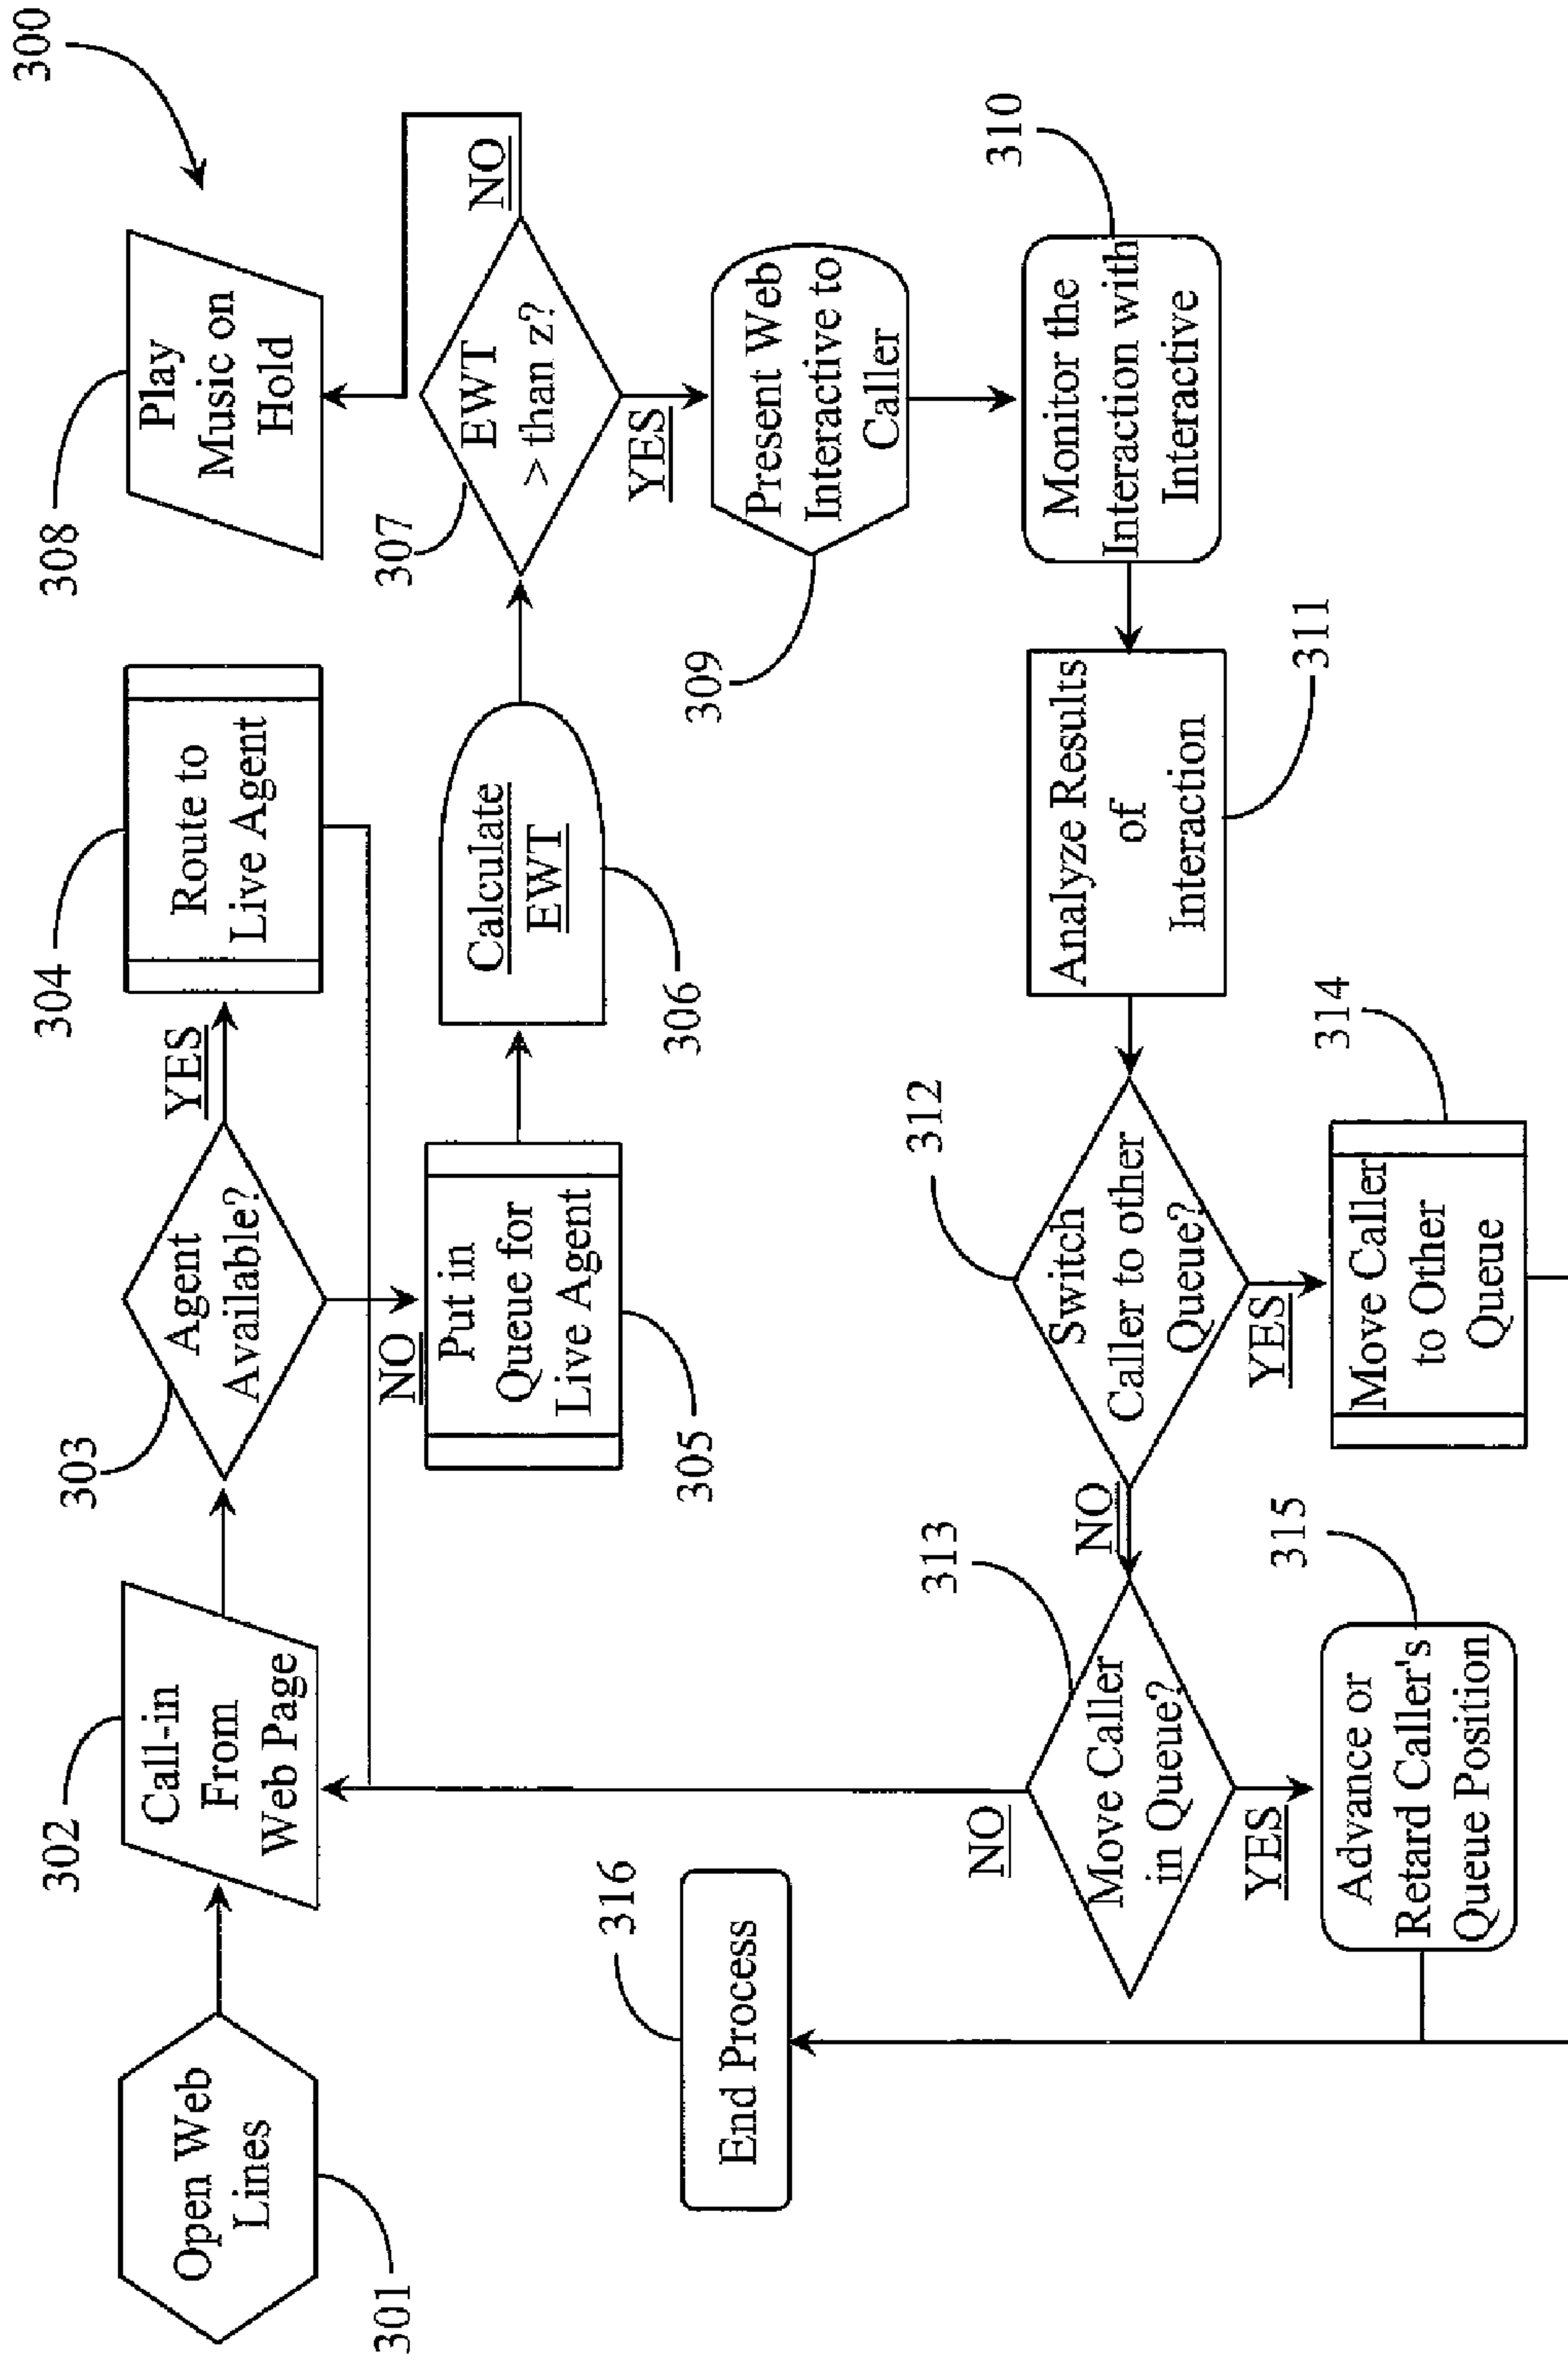 300
301
Open Web
Lines
302
Call-in
From
Web Page
303
Agent
Available?
YES
NO
304
Route to
Live Agent
305
Put in
Queue for
Live Agent
306
Calculate
EWT
307
EWT
> than z?
NO
YES
308
Play
Music on
Hold
309
Present Web
Interactive to
Caller
310
Monitor the
Interaction with
Interactive
311
Analyze Results
of
Interaction
312
Switch
Caller to other
Queue?
NO
YES
313
Move Caller
in Queue?
NO
YES
314
Move Caller
to Other
Queue
315
Advance or
Retard Caller's
Queue Position
316
End Process